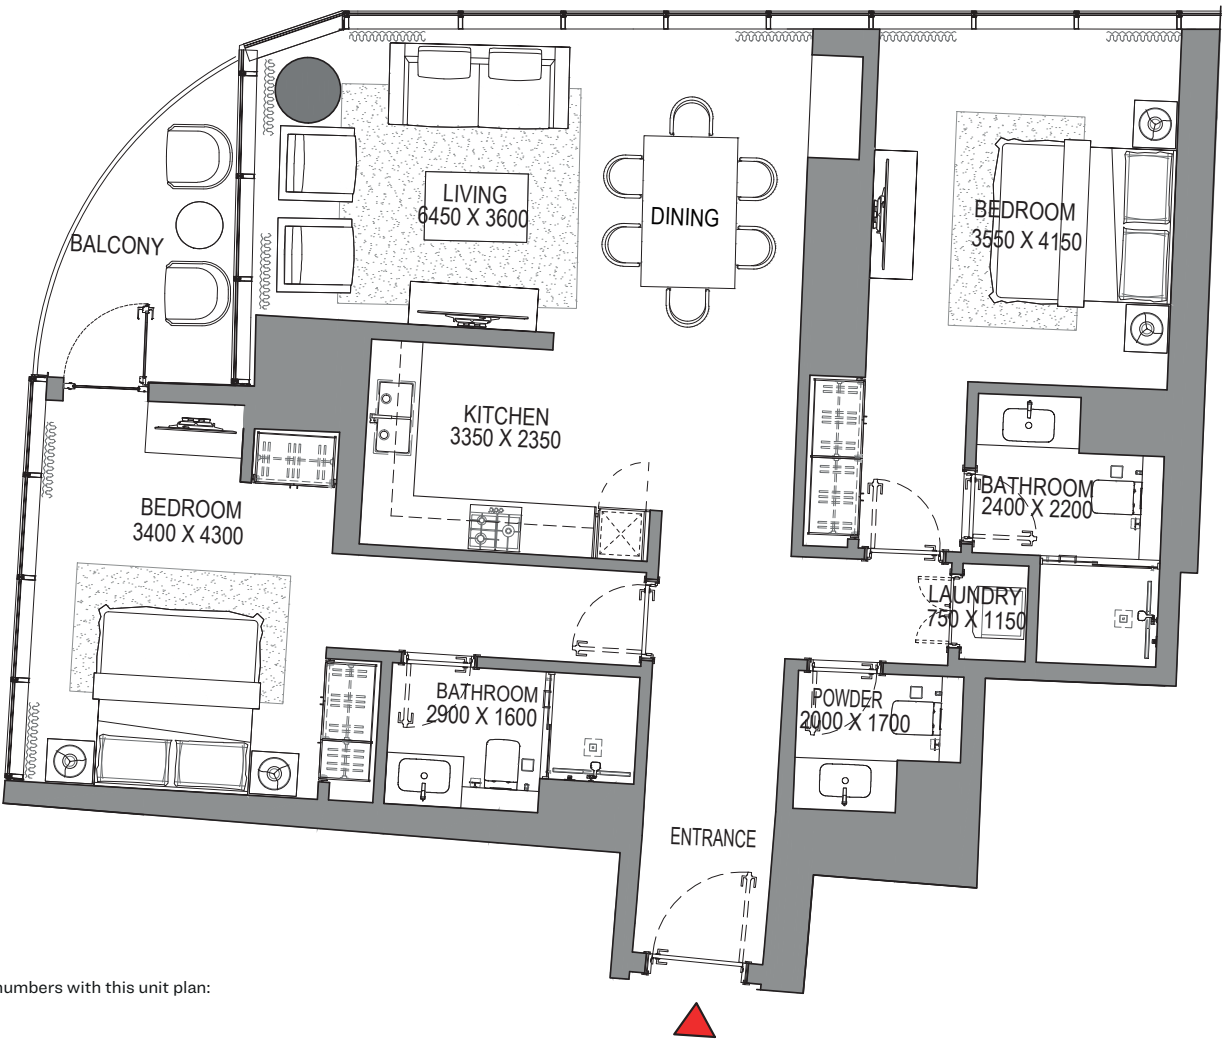 LIVING
6450 X 3600
DINING
BEDROOM
3550 X 4150
BALCONY
KITCHEN
3350 X 2350
BEDROOM
3400 X 4300
BATHROOM
2400 X 2200
LAUNDRY
750 X 1150
BATHROOM
2900 X 1600
POWDER
2000 X 1700
ENTRANCE
numbers with this unit plan: